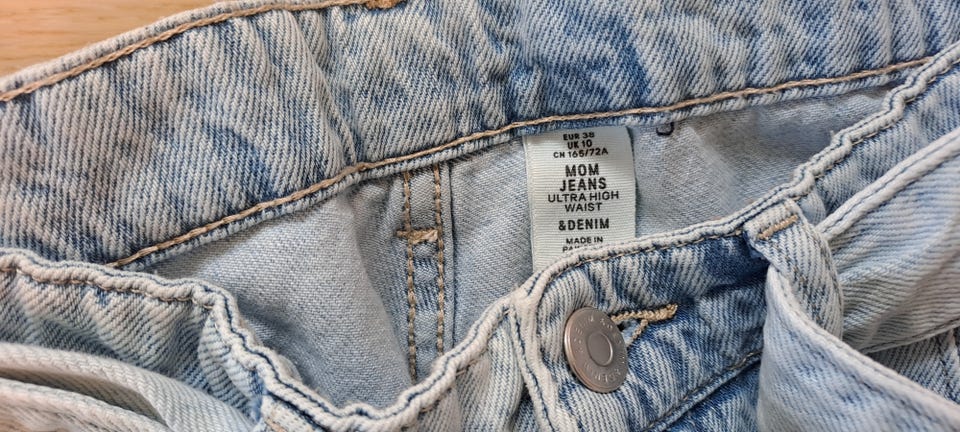 EUR 38
UK 10
CN 165/72A
MOM
JEANS
ULTRA HIGH
WAIST
&DENIM
MADE IN